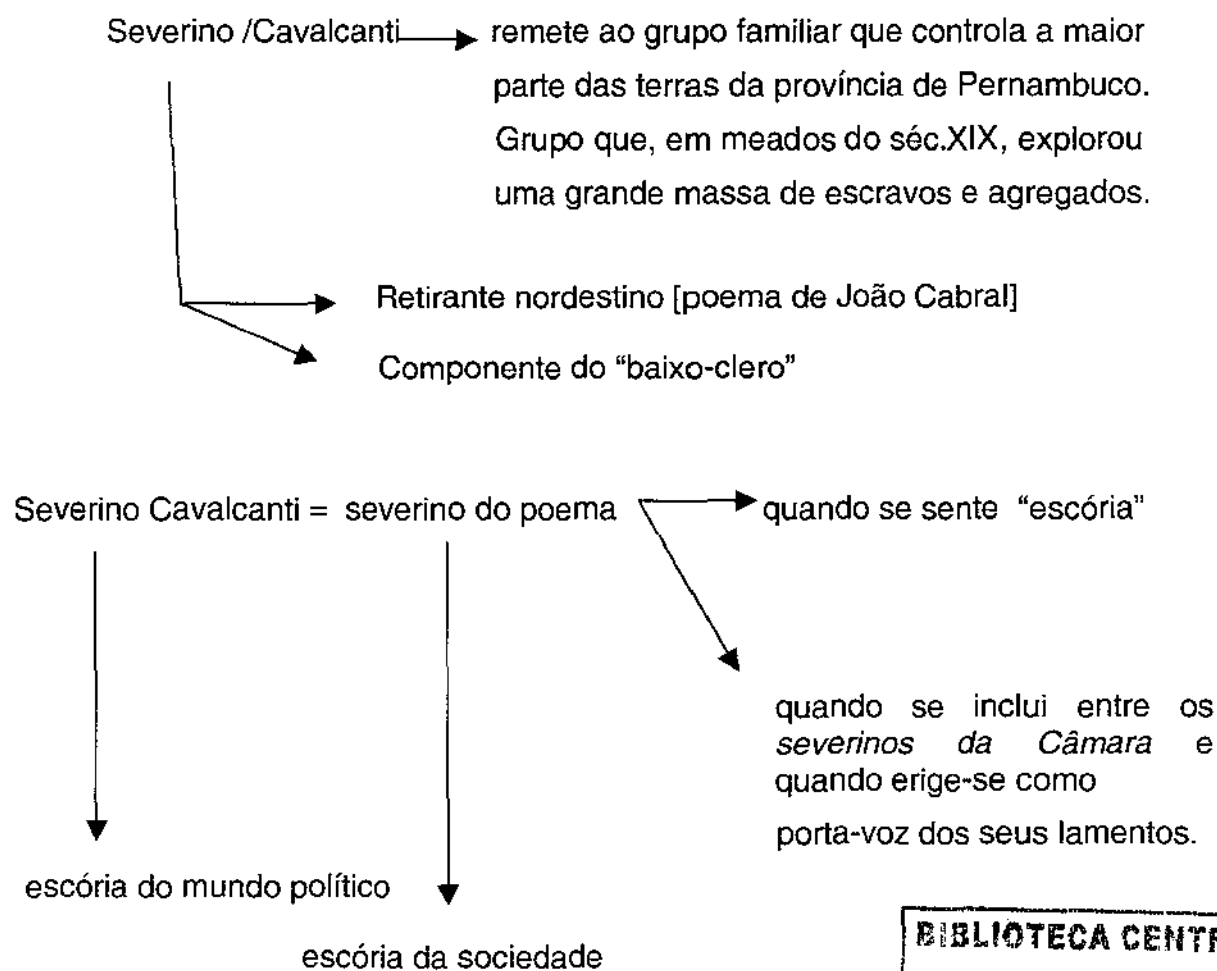 Severino /Cavalcanti remete ao grupo familiar que controla a maior
parte das terras da província de Pernambuco.
Grupo que, em meados do séc.XIX, explorou
uma grande massa de escravos e agregados.
Retirante nordestino [poema de João Cabral]
Componente do “baixo-clero”
Severino Cavalcanti = severino do poema quando se sente “escória”
quando se inclui entre os
severinos da Câmara e
quando erige-se como
porta-voz dos seus lamentos.
escória do mundo político
escória da sociedade
BIBLIOTECA CENTR